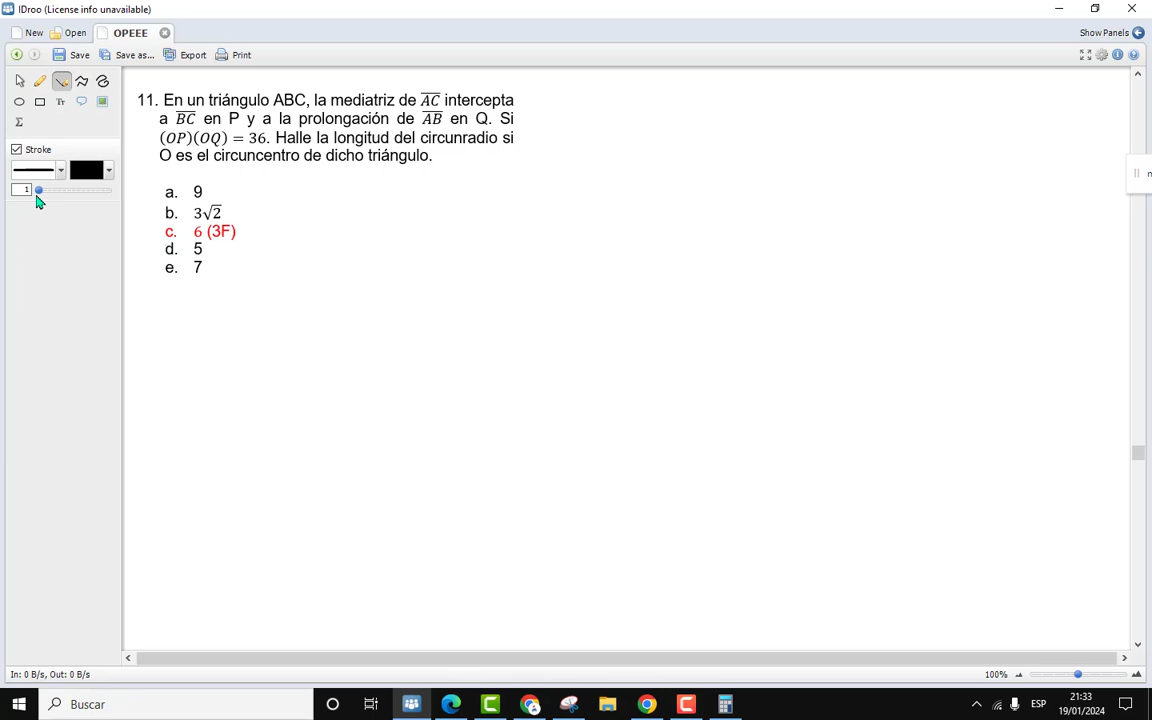 IDroo (License info unavailable)
New Open OPEEE Show Panels
Save Save as... Export Print
Tr
Σ
Stroke
1
11. En un triángulo ABC, la mediatriz de AC intercepta
a BC en P y a la prolongación de AB en Q. Si
(OP)(OQ) = 36. Halle la longitud del circunradio si
O es el circuncentro de dicho triángulo.
a. 9
b. 3√2
c. 6 (3F)
d. 5
e. 7
In: 0 B/s, Out: 0 B/s 100%
Buscar ESP 21:33
19/01/2024